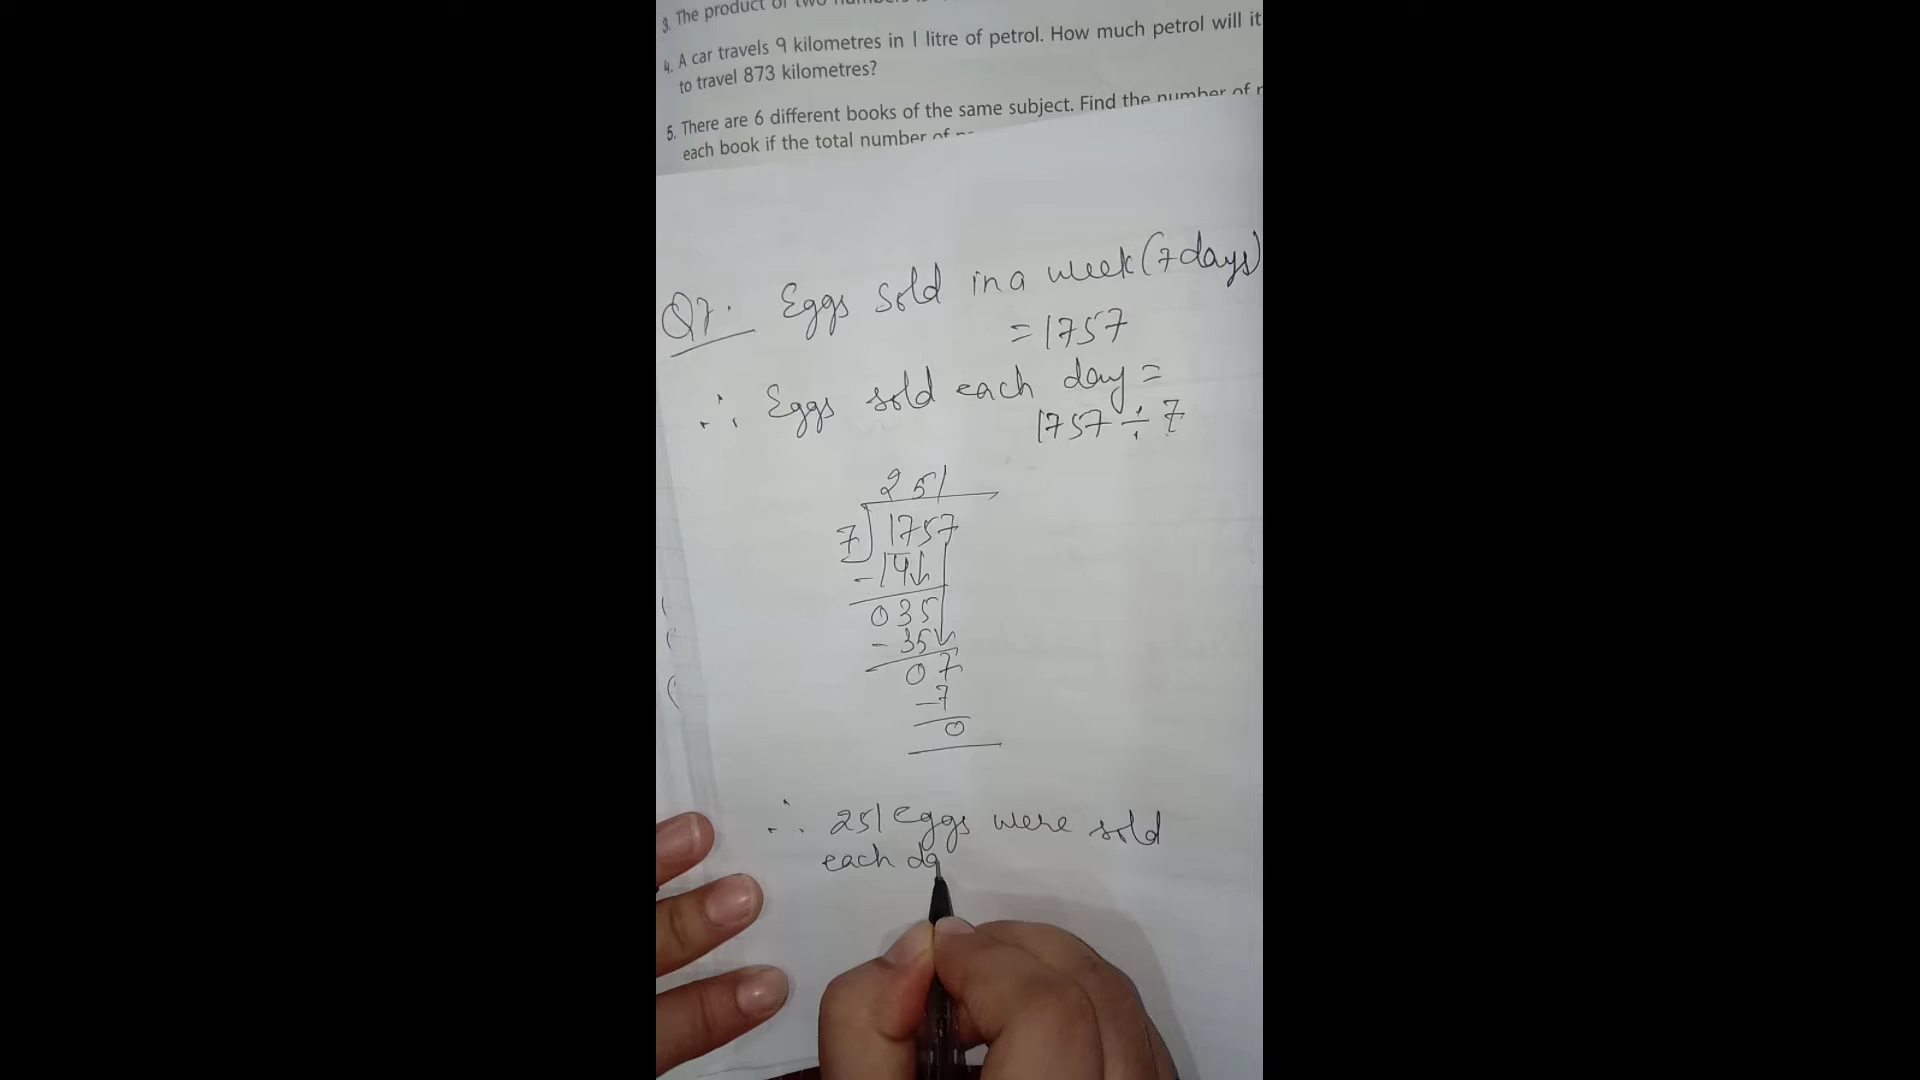 3. The product of two
4. A car travels 9 kilometres in 1 litre of petrol. How much petrol will it
to travel 873 kilometres?
5. There are 6 different books of the same subject. Find the number of
each book if the total number of
Q7. Eggs sold in a week (7 days)
= 1757
∴ Eggs sold each day =
1757 ÷ 7
251
7 1757
-14
035
-35
07
-7
0
∴ 251 eggs were sold
each da